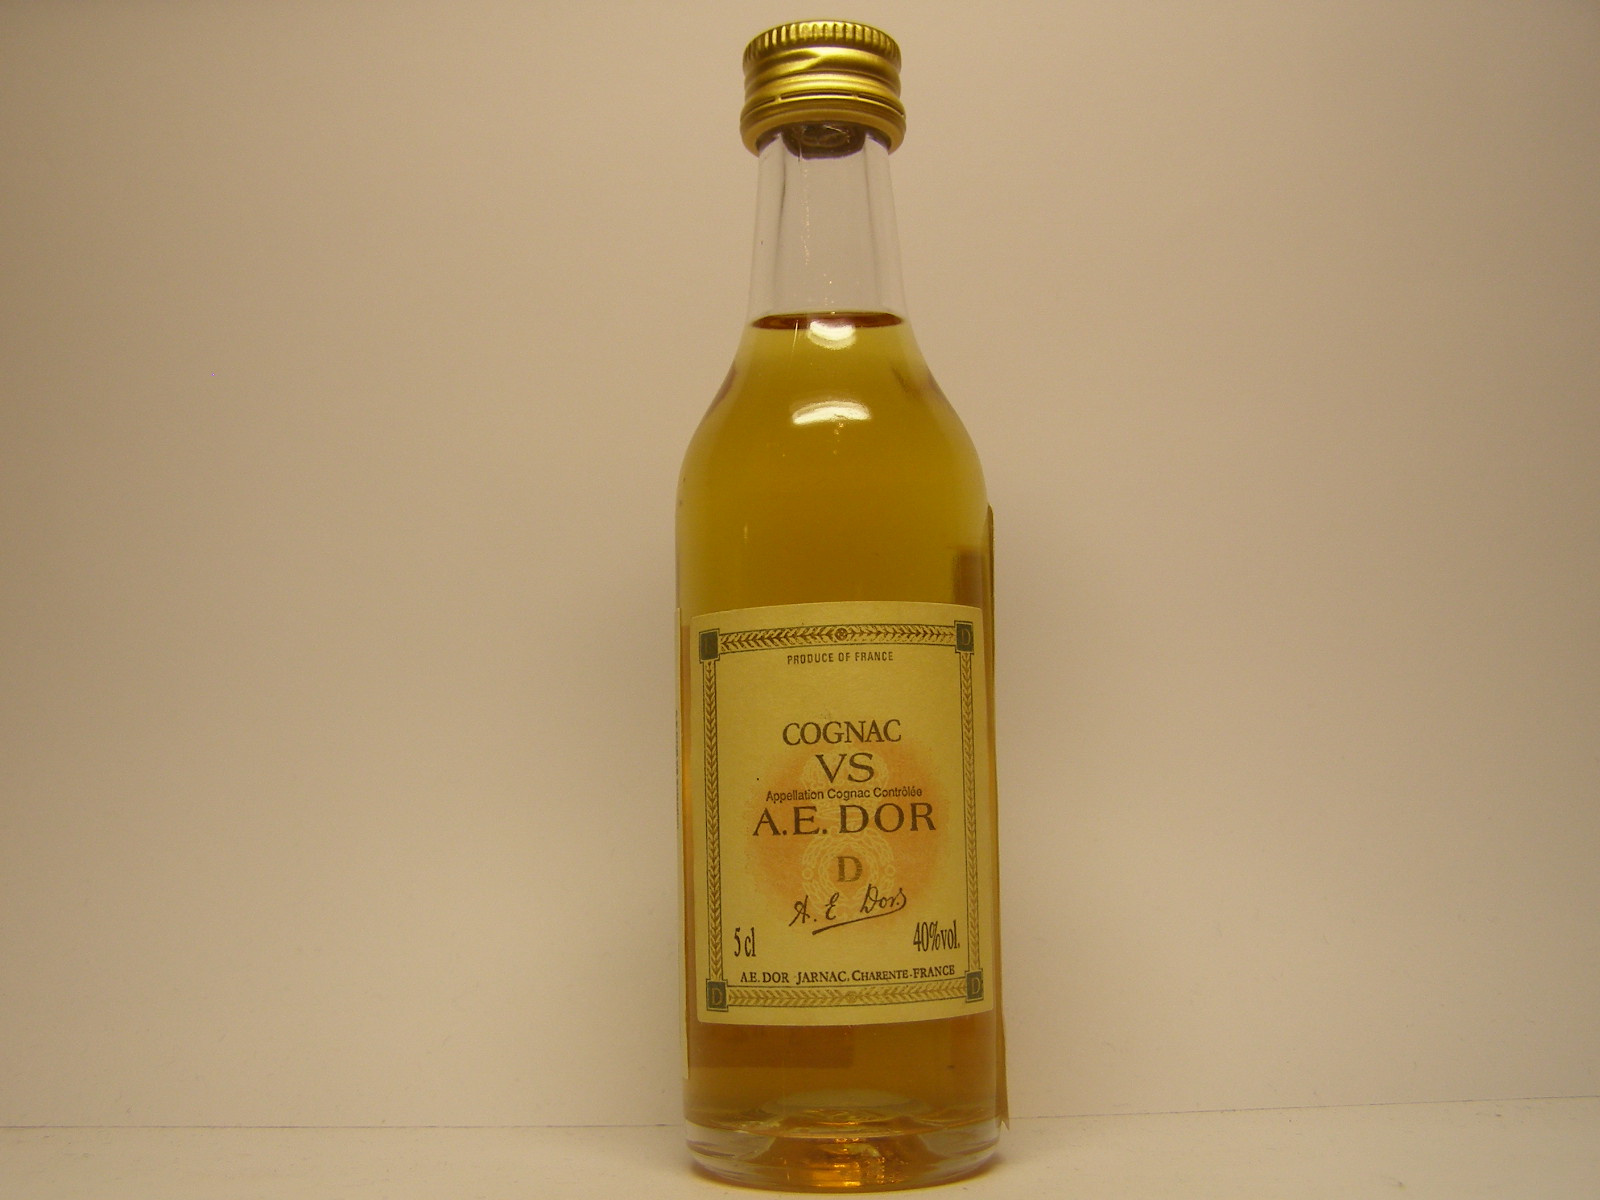 D
PRODUCE OF FRANCE
COGNAC
VS
Appellation Cognac Contrôlée
A.E. DOR
D
A. E Dor
5 cl 40%vol.
A.E. DOR JARNAC, CHARENTE-FRANCE
D D